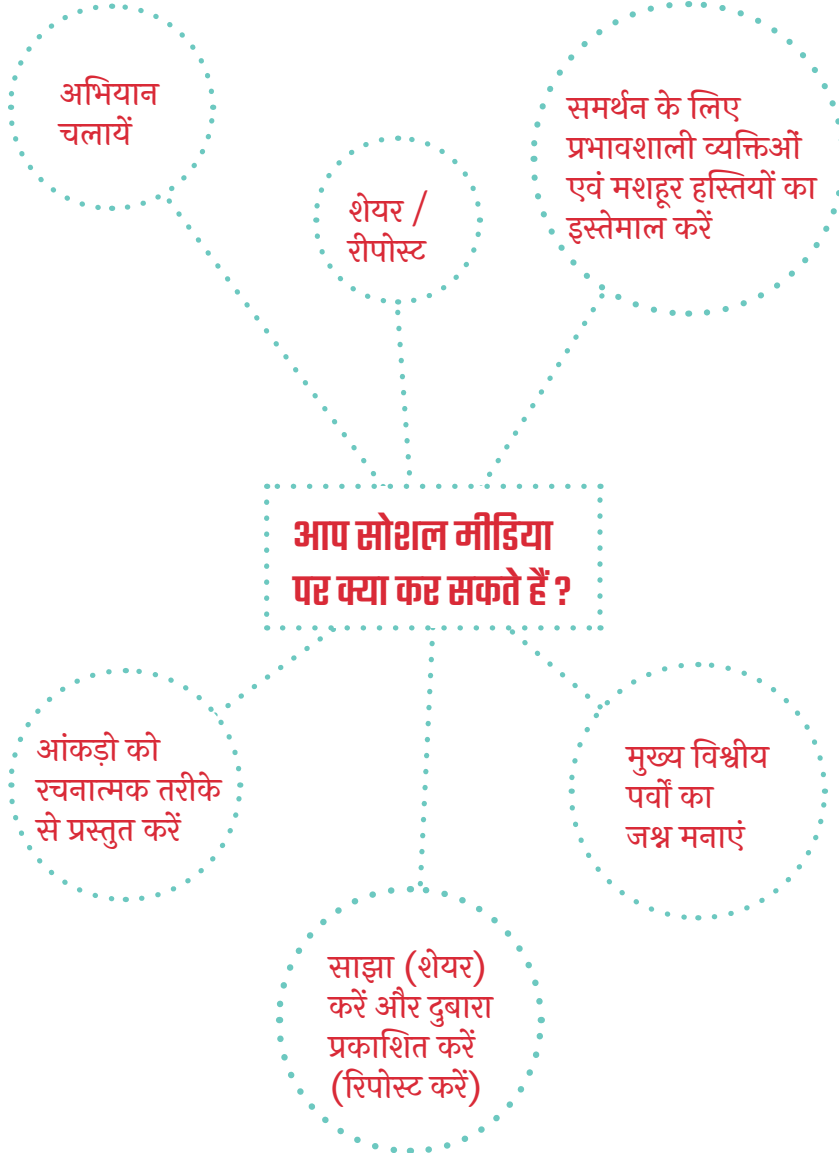 अभियान
चलायें
शेयर /
रीपोस्ट
समर्थन के लिए
प्रभावशाली व्यक्तिओं
एवं मशहूर हस्तियों का
इस्तेमाल करें
आप सोशल मीडिया
पर क्या कर सकते हैं ?
आंकड़ो को
रचनात्मक तरीके
से प्रस्तुत करें
मुख्य विश्वीय
पर्वों का
जश्न मनाएं
साझा (शेयर)
करें और दुबारा
प्रकाशित करें
(रिपोस्ट करें)